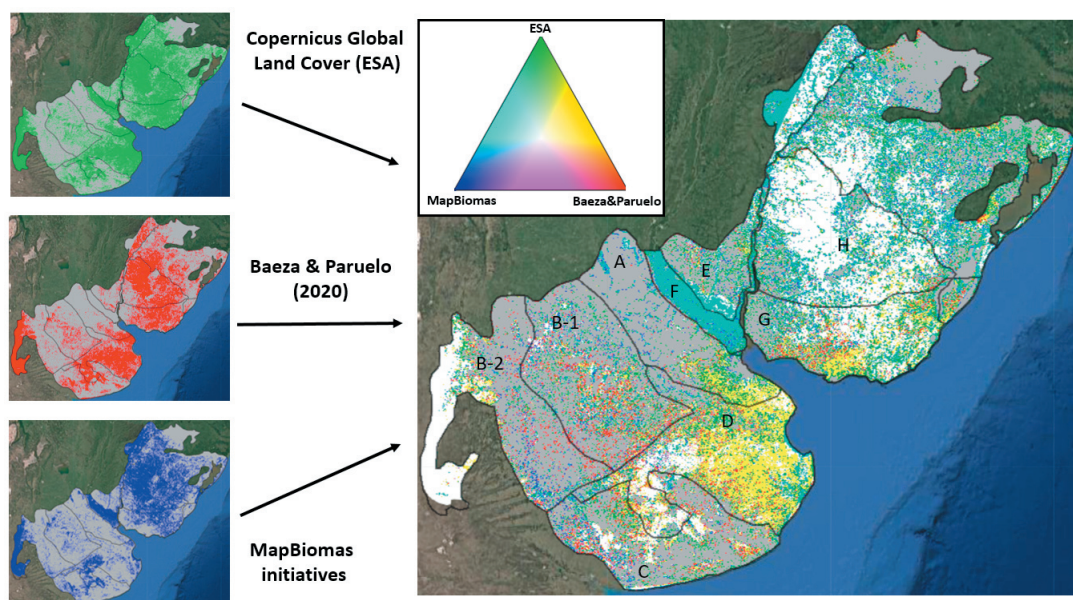 Copernicus Global
Land Cover (ESA)
Baeza & Paruelo
(2020)
MapBiomas
initiatives
ESA
MapBiomas
Baeza&Paruelo
A
E
F
H
G
B-1
B-2
D
C